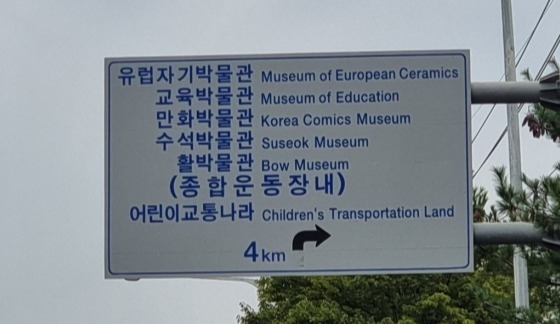 유럽자기박물관 Museum of European Ceramics
교육박물관 Museum of Education
만화박물관 Korea Comics Museum
수석박물관 Suseok Museum
활박물관 Bow Museum
(종합운동장내)
어린이교통나라 Children's Transportation Land
4km